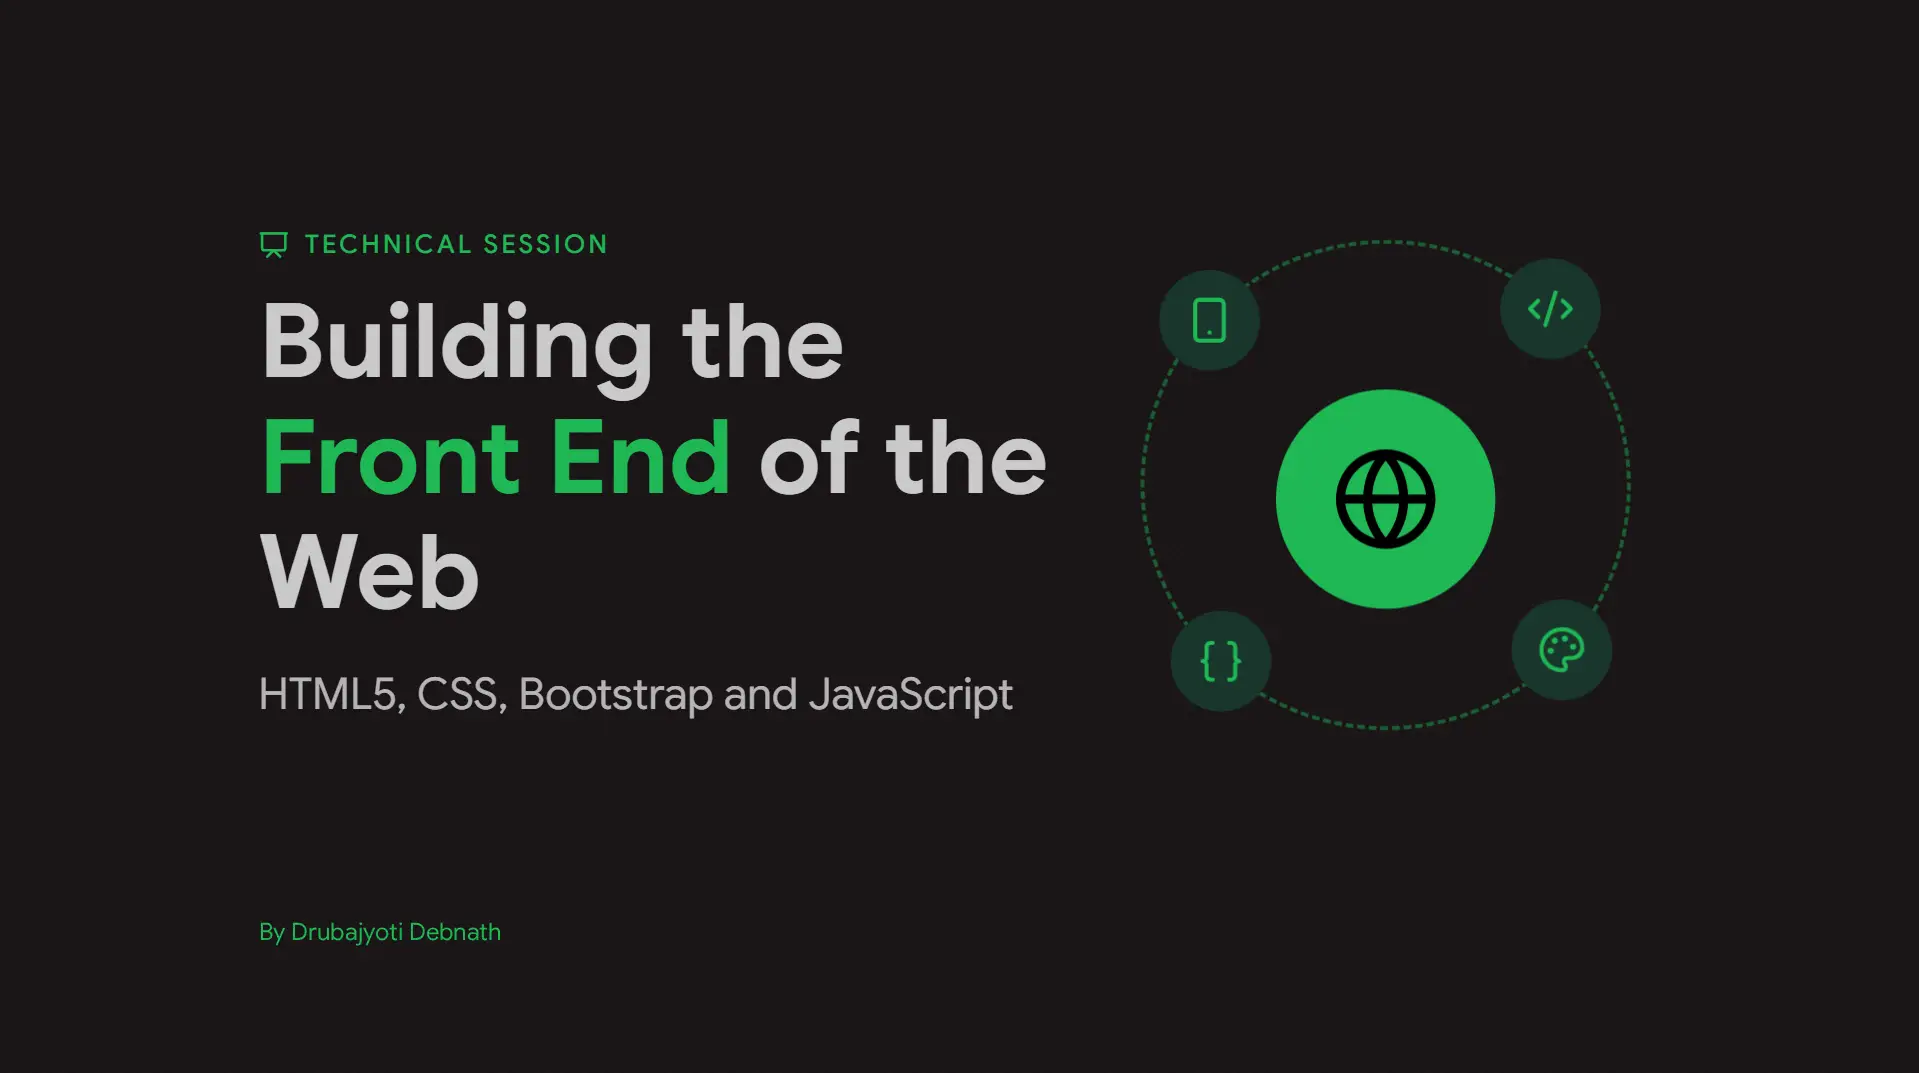 TECHNICAL SESSION
Building the
Front End of the
Web
HTML5, CSS, Bootstrap and JavaScript
</>
{ }
By Drubajyoti Debnath